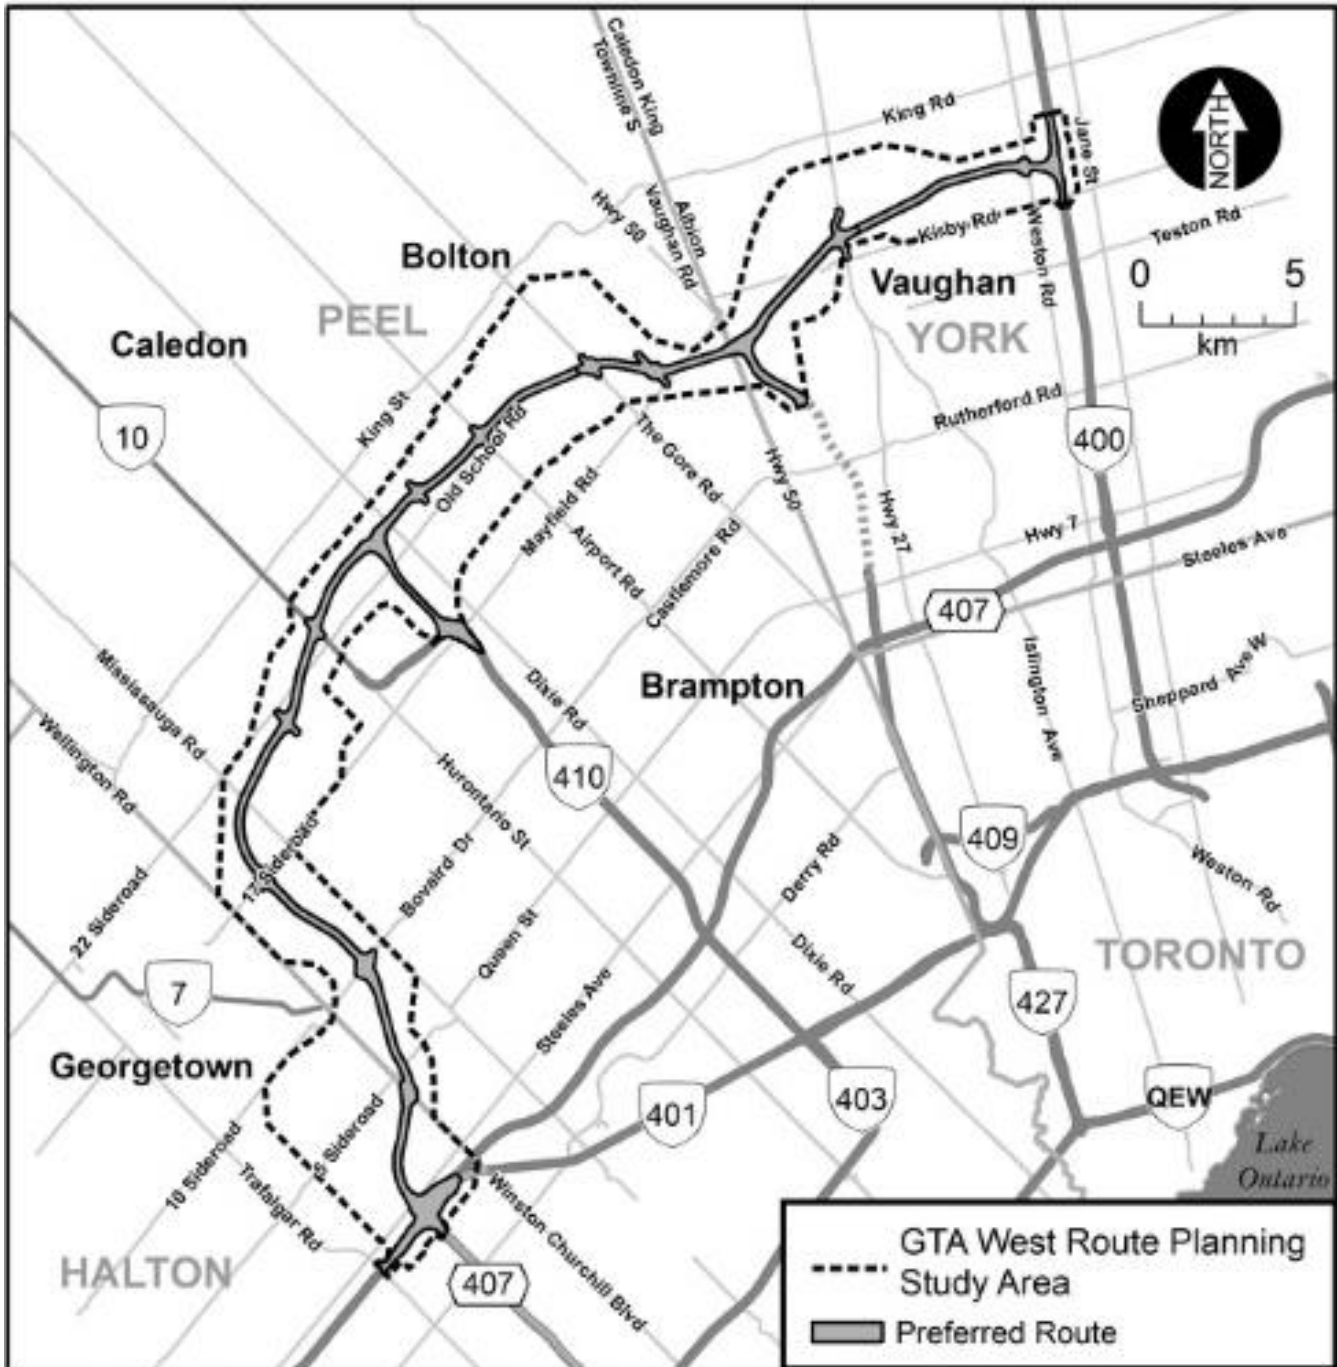 Caledon King
Townline S
King Rd
Jane St
NORTH
Hwy 50
Albion
Vaughan Rd
Kisby Rd
Weston Rd
Teston Rd
Bolton
0 5
km
Vaughan
PEEL
YORK
Caledon
King St
Rutherford Rd
10
Old School Rd
The Gore Rd
400
Hwy 50
Mayfield Rd
Hwy 27
Airport Rd
Castlemore Rd
Hwy 7
Steeles Ave
407
Mississauga Rd
Brampton
Islington Ave
Sheppard Ave W
Wellington Rd
Dixie Rd
410
Hurontario St
409
17 Sideroad
Bovaird Dr
Derry Rd
Weston Rd
22 Sideroad
Queen St
Dixie Rd
TORONTO
7
Steeles Ave
427
Georgetown
401
403
QEW
5 Sideroad
10 Sideroad
Lake
Ontario
Trafalgar Rd
Winston Churchill Blvd
HALTON
407
GTA West Route Planning
Study Area
Preferred Route